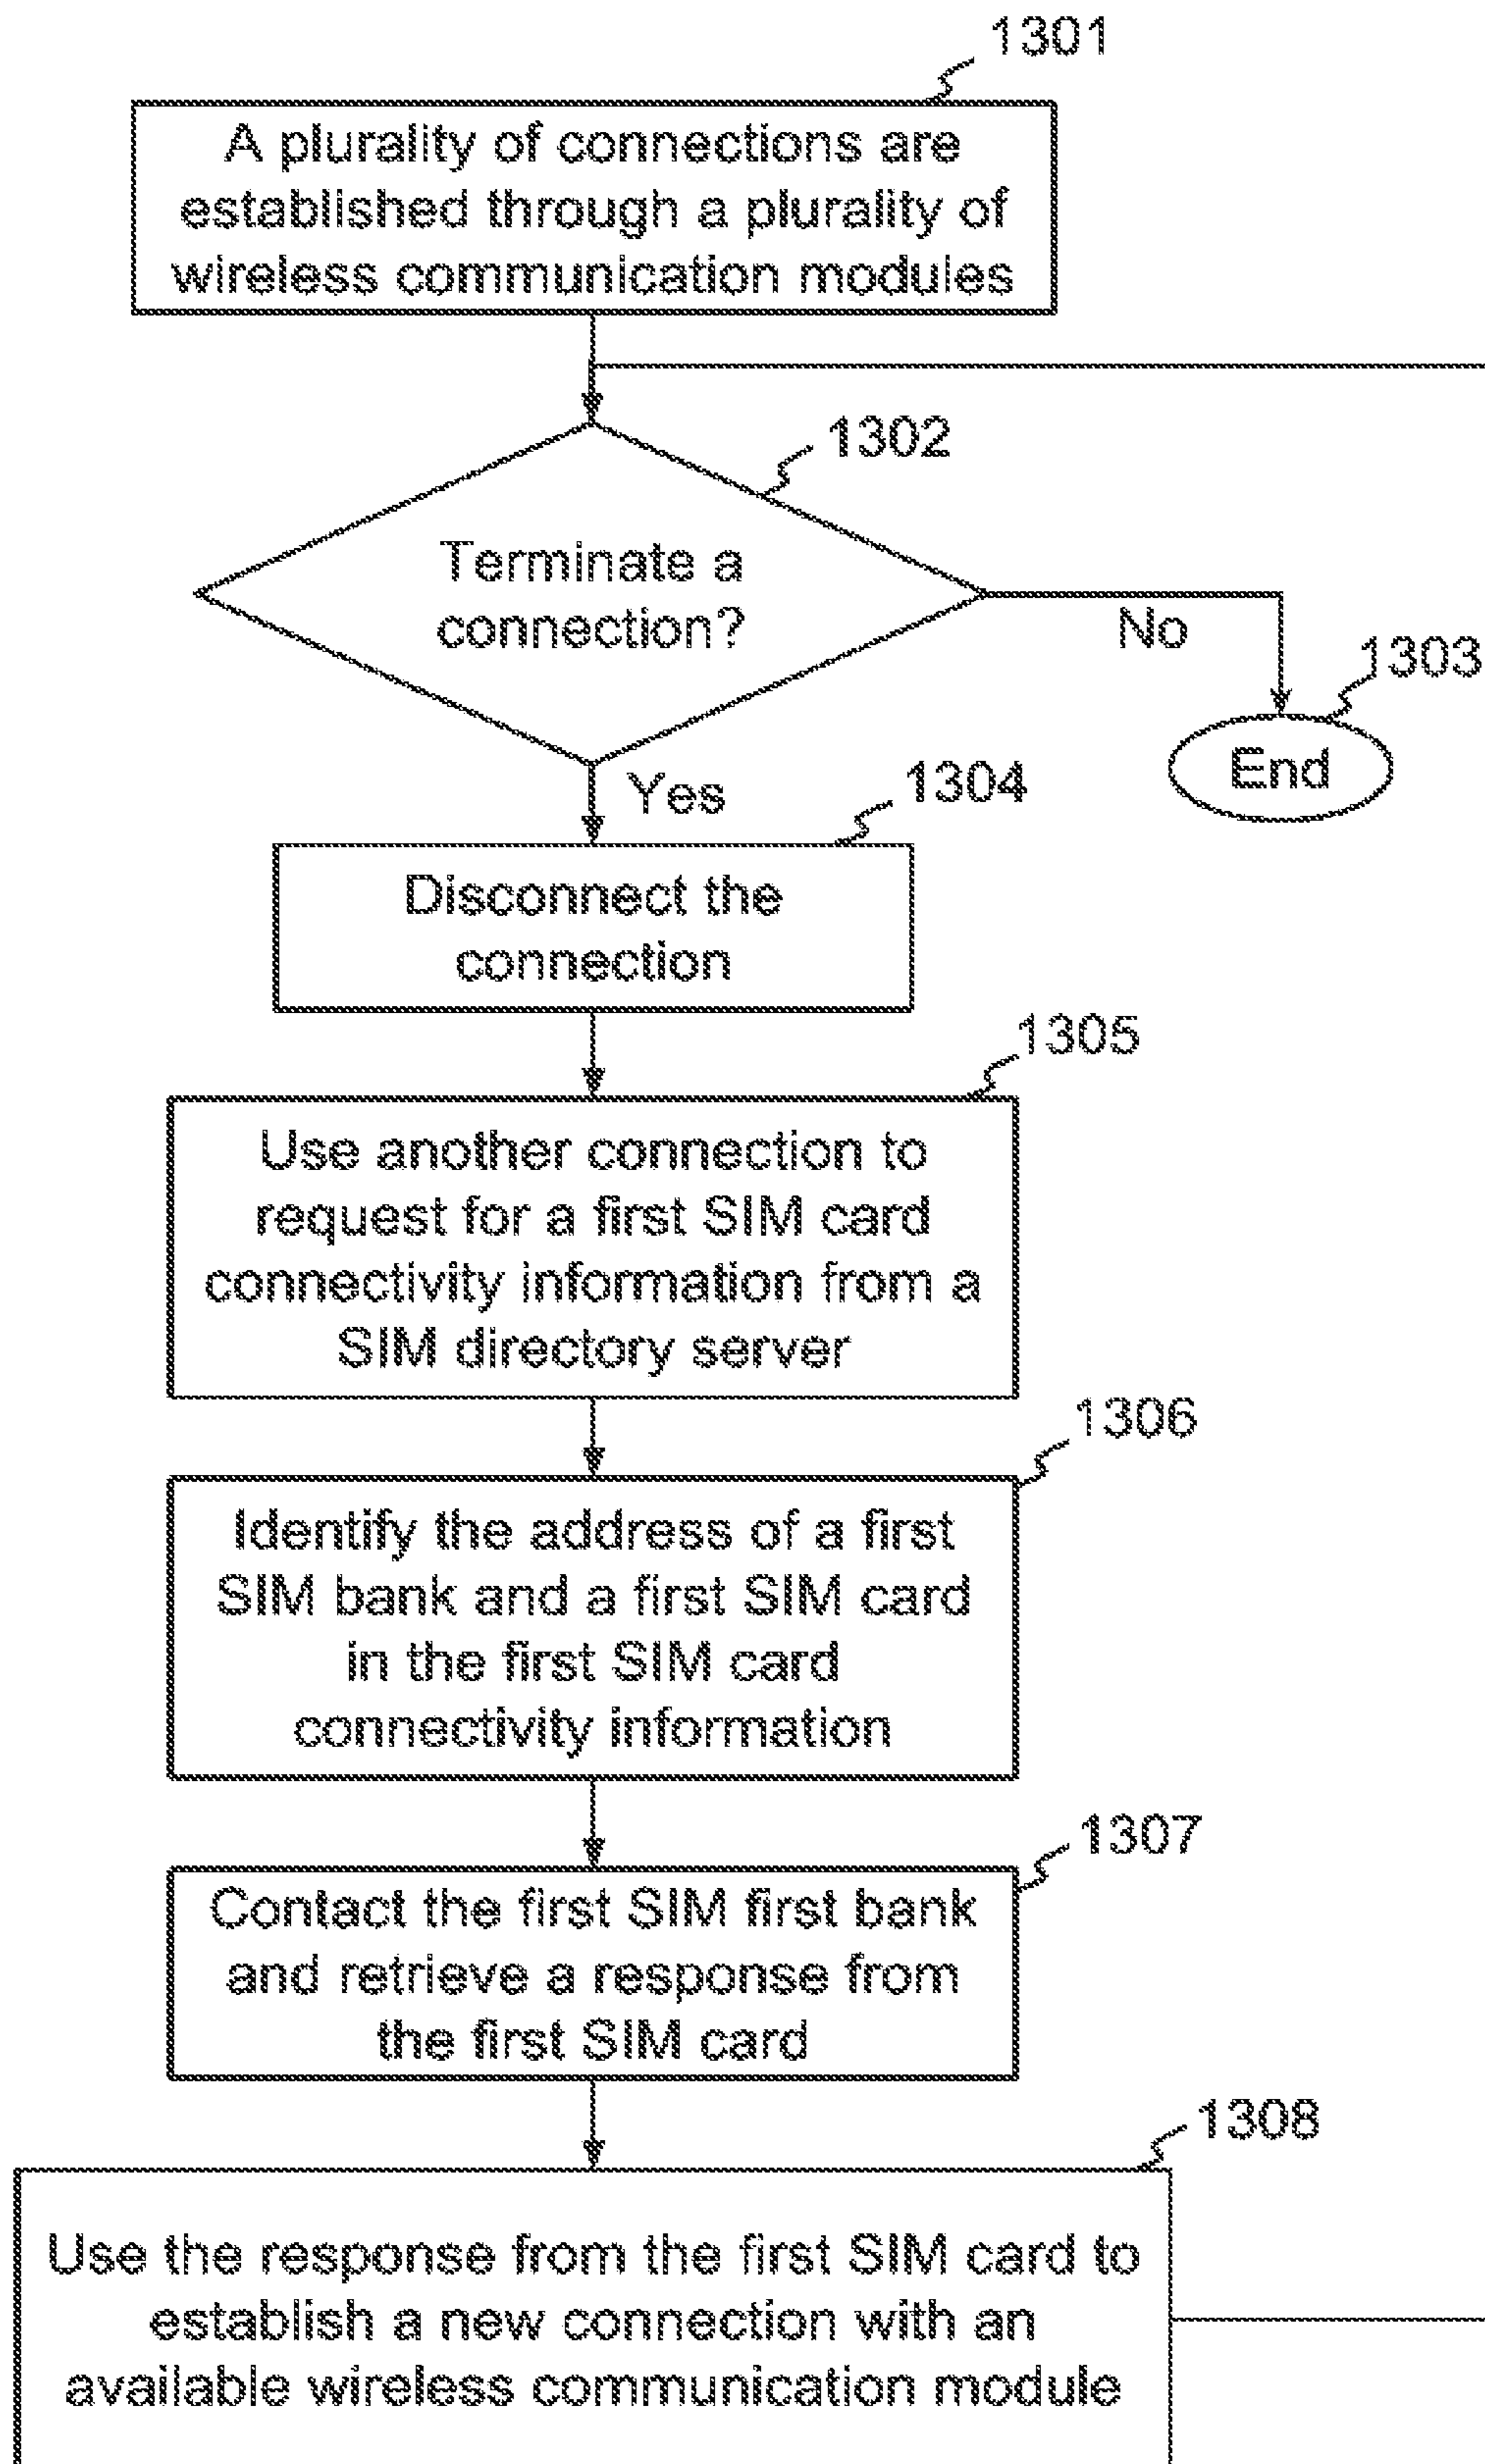 1301
A plurality of connections are
established through a plurality of
wireless communication modules
1302
Terminate a
connection?
No
1303
End
Yes
1304
Disconnect the
connection
1305
Use another connection to
request for a first SIM card
connectivity information from a
SIM directory server
1306
Identify the address of a first
SIM bank and a first SIM card
in the first SIM card
connectivity information
1307
Contact the first SIM first bank
and retrieve a response from
the first SIM card
1308
Use the response from the first SIM card to
establish a new connection with an
available wireless communication module